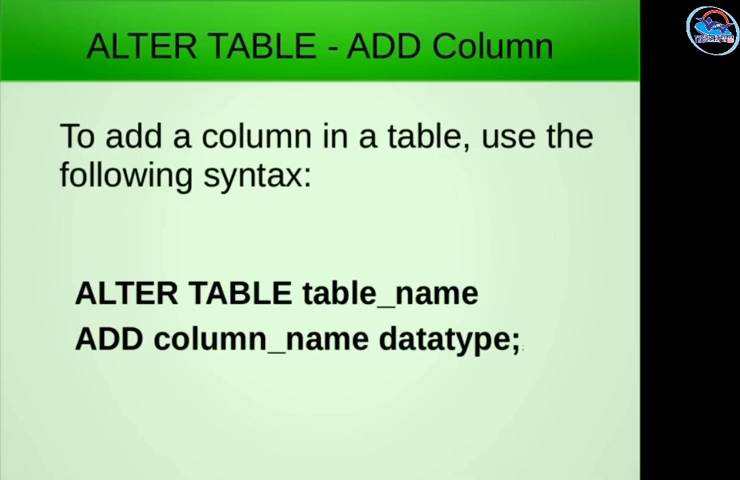 ALTER TABLE - ADD Column
To add a column in a table, use the
following syntax:
ALTER TABLE table_name
ADD column_name datatype;